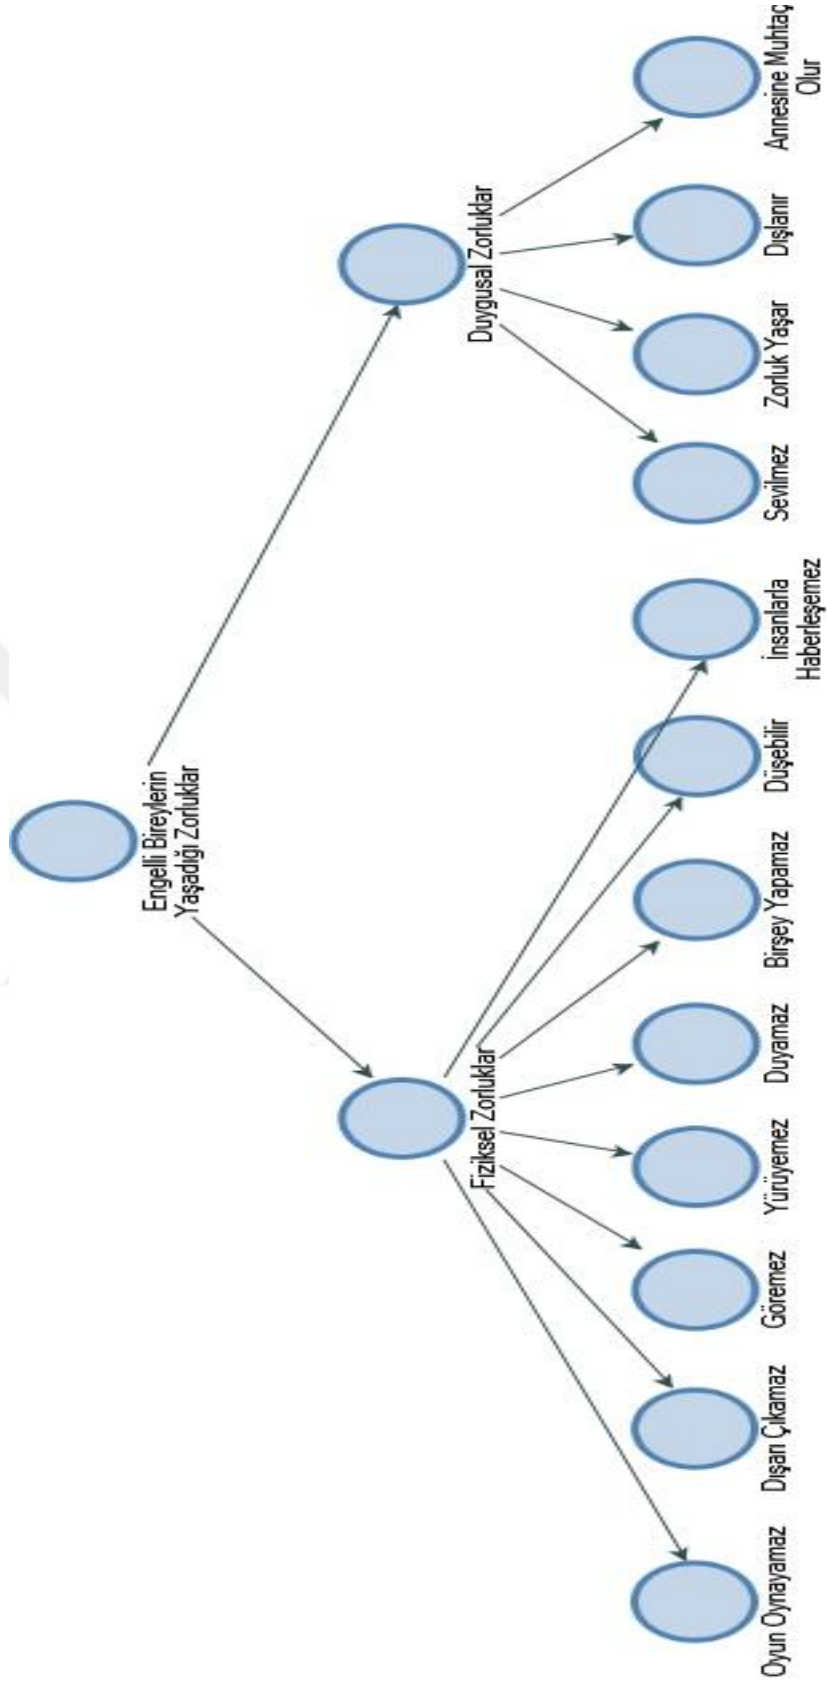 Engelli Bireylerin
Yaşadığı Zorluklar
Fiziksel Zorluklar
Duygusal Zorluklar
Oyun Oynayamaz
Dışarı Çıkamaz
Göremez
Yürüyemez
Duyamaz
Birşey Yapamaz
Düşebilir
İnsanlarla
Haberleşemez
Sevilmez
Zorluk Yaşar
Dışlanır
Annesine Muhtaç
Olur